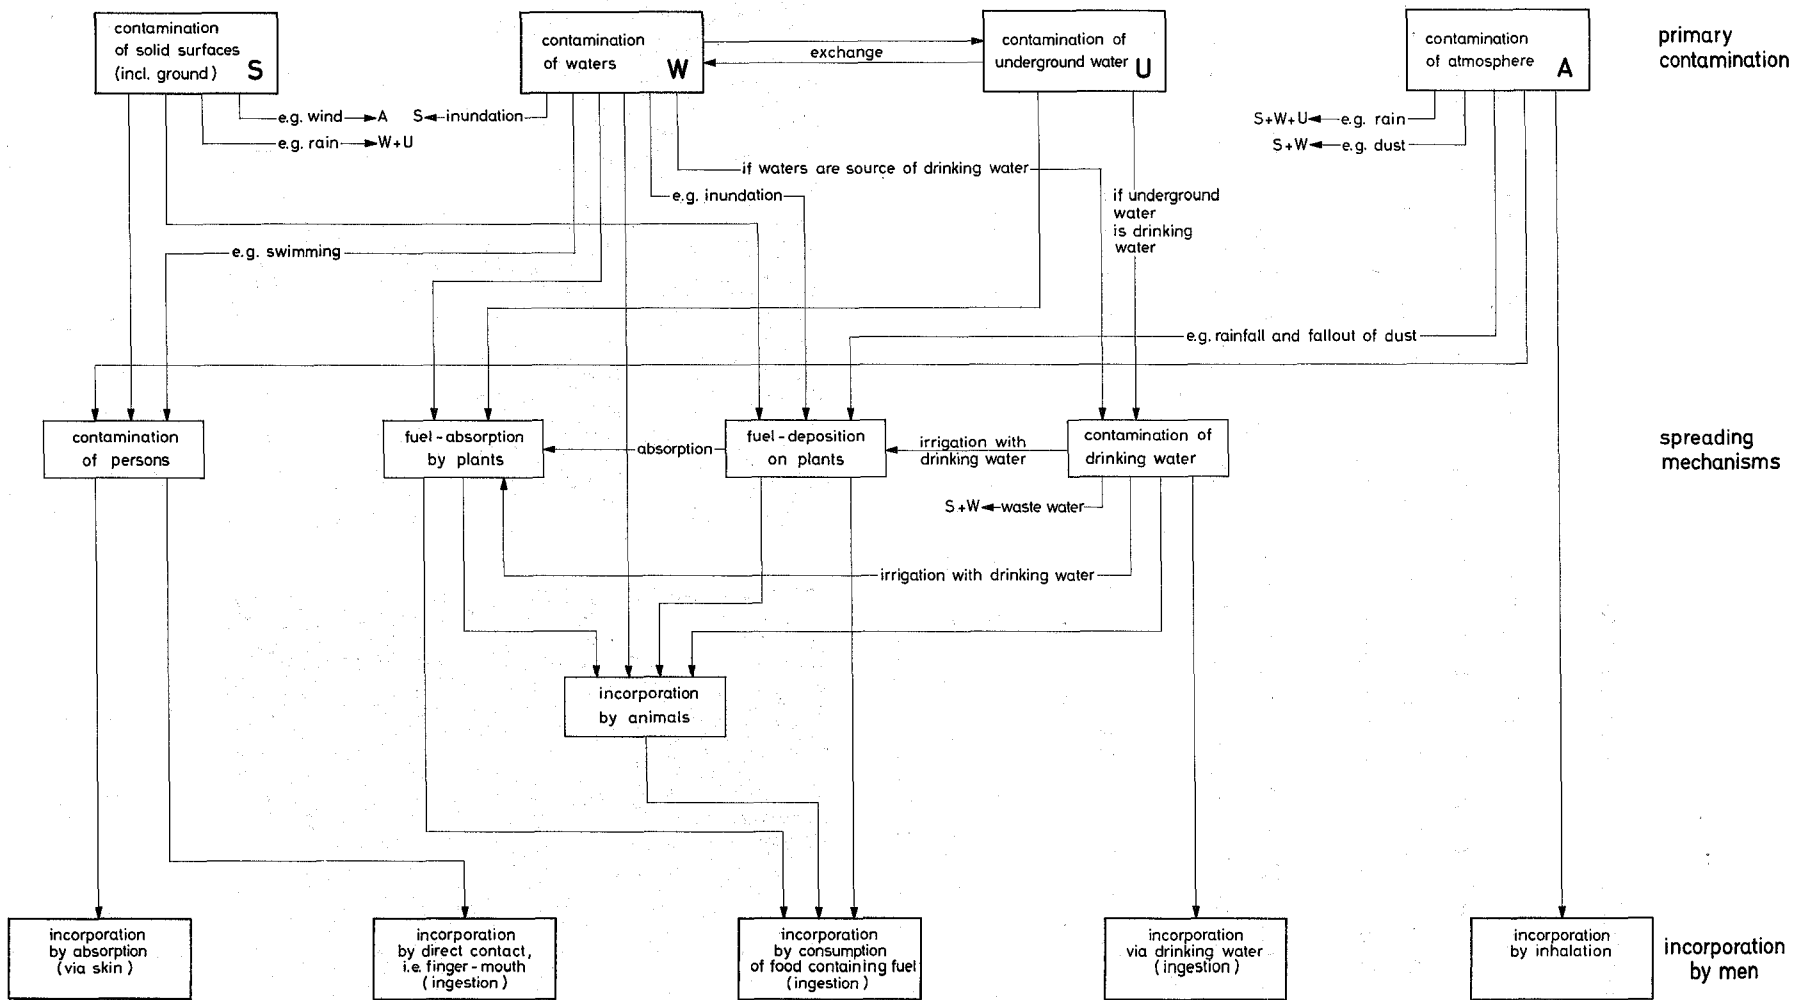 contamination
of solid surfaces
(incl. ground) S
contamination
of waters W
exchange
contamination of
underground water U
contamination
of atmosphere A
primary
contamination
e.g. wind A
e.g. rain W+U
S inundation
S+W+U e.g. rain
S+W e.g. dust
if waters are source of drinking water
e.g. inundation
if underground
water
is drinking
water
e.g. swimming
e.g. rainfall and fallout of dust
contamination
of persons
fuel-absorption
by plants
absorption
fuel-deposition
on plants
irrigation with
drinking water
contamination of
drinking water
spreading
mechanisms
S+W waste water
irrigation with drinking water
incorporation
by animals
incorporation
by absorption
(via skin)
incorporation
by direct contact,
i.e. finger-mouth
(ingestion)
incorporation
by consumption
of food containing fuel
(ingestion)
incorporation
via drinking water
(ingestion)
incorporation
by inhalation
incorporation
by men